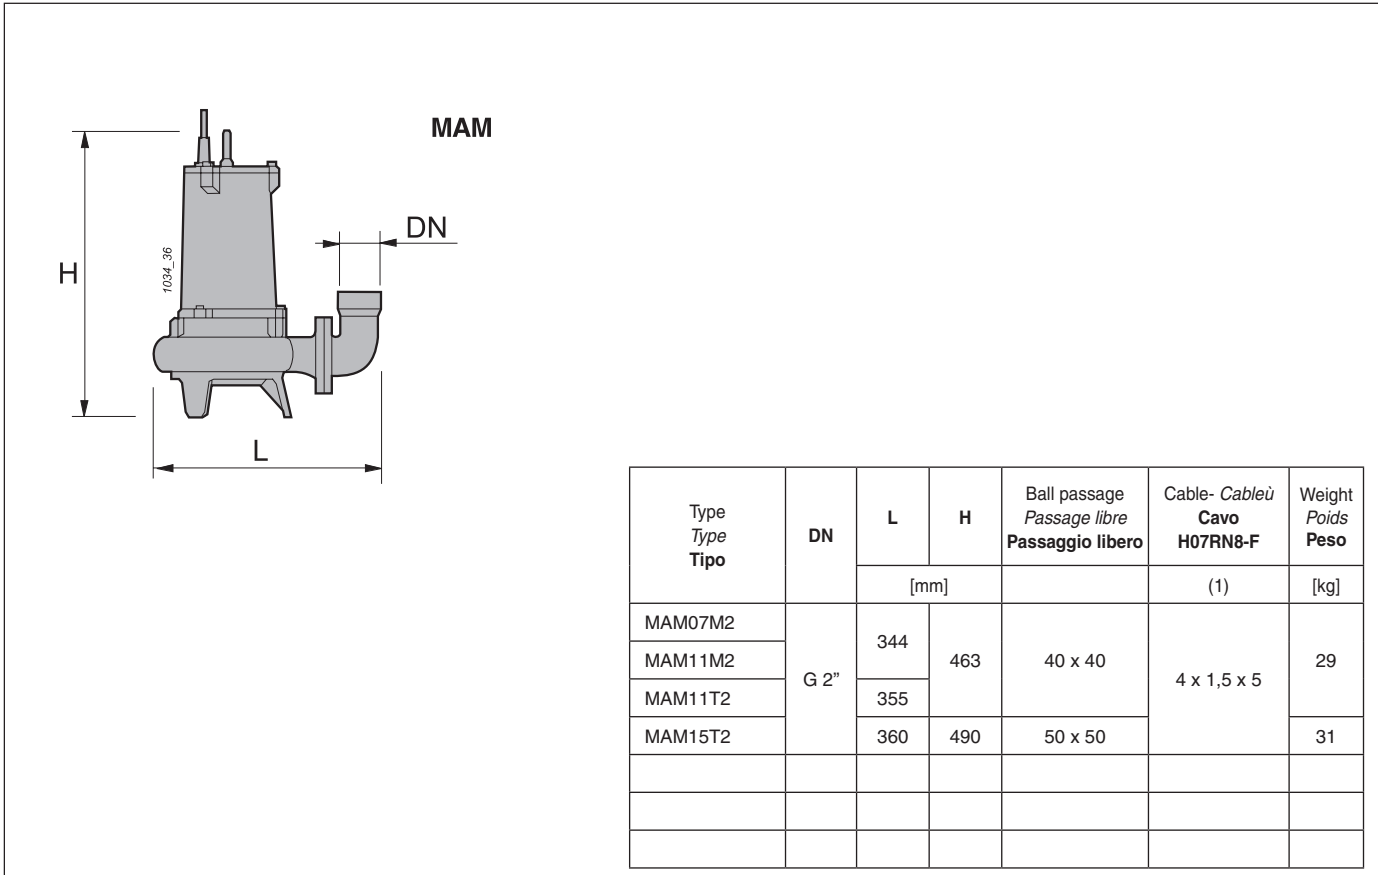 MAM
DN
H
1034_36
L
Type
Type
Tipo
DN
L
H
Ball passage
Passage libre
Passaggio libero
Cable- Cableù
Cavo
H07RN8-F
Weight
Poids
Peso
[mm]
(1)
[kg]
MAM07M2
MAM11M2
MAM11T2
MAM15T2
G 2”
344
355
360
463
490
40 x 40
50 x 50
4 x 1,5 x 5
29
31